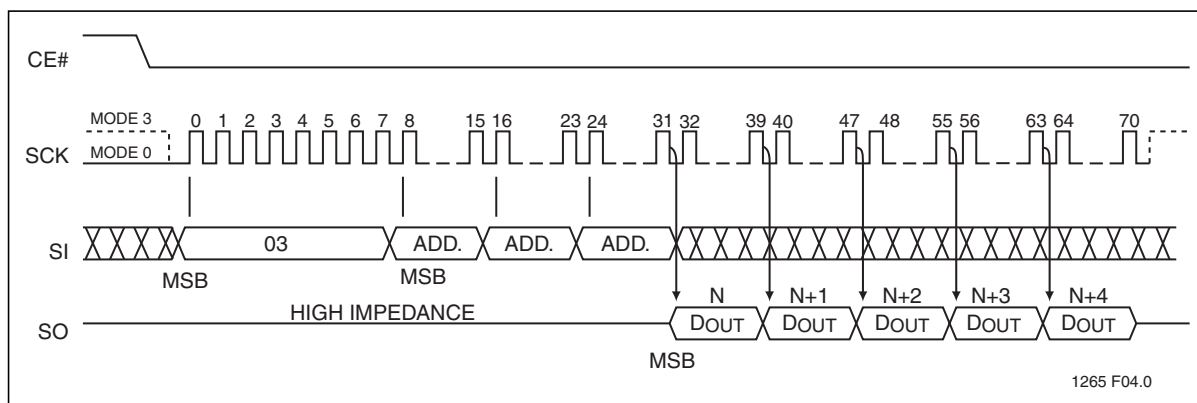 CE#
MODE 3 0 1 2 3 4 5 6 7 8 15 16 23 24 31 32 39 40 47 48 55 56 63 64 70
SCK MODE 0
SI 03 ADD. ADD. ADD.
MSB MSB
N N+1 N+2 N+3 N+4
HIGH IMPEDANCE
SO DOUT DOUT DOUT DOUT DOUT
MSB
1265 F04.0